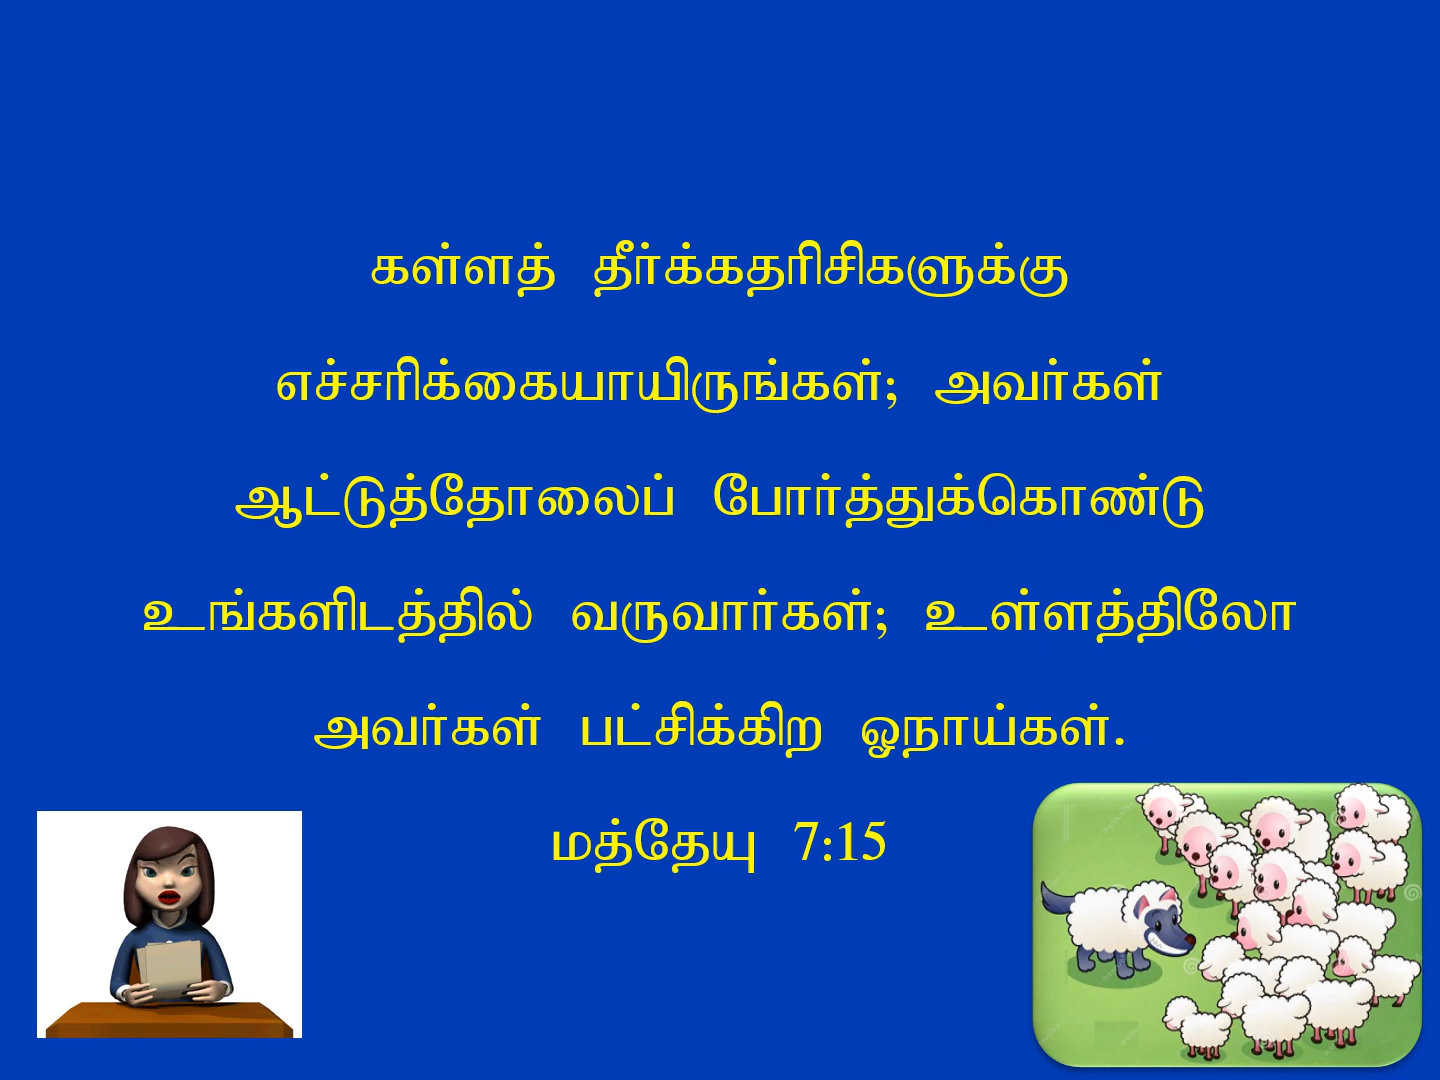 கள்ளத் தீர்க்கதரிசிகளுக்கு
எச்சரிக்கையாயிருங்கள்; அவர்கள்
ஆட்டுத்தோலைப் போர்த்துக்கொண்டு
உங்களிடத்தில் வருவார்கள்; உள்ளத்திலோ
அவர்கள் பட்சிக்கிற ஓநாய்கள்.
மத்தேயு 7:15